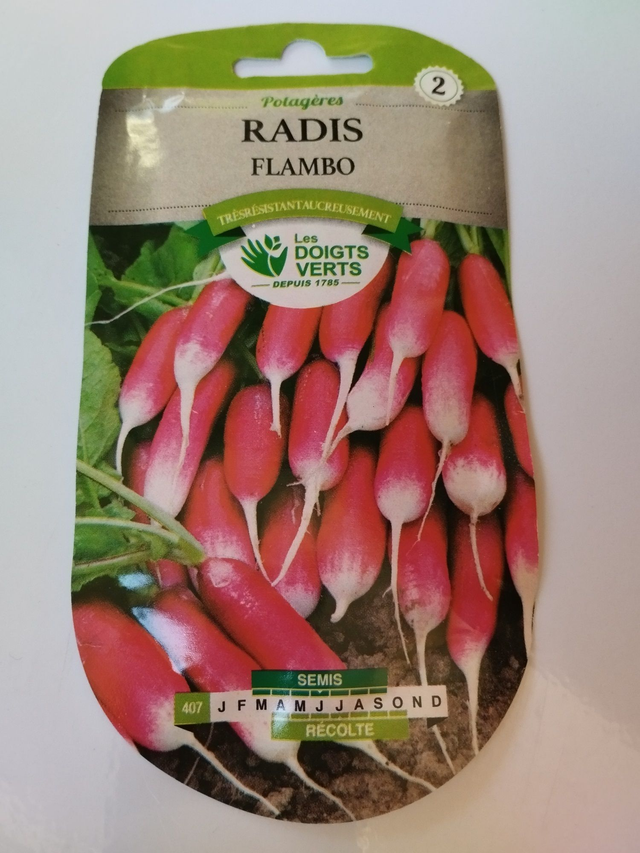 2
Potagères
RADIS
FLAMBO
TRÈSRÉSISTANTAUCREUSEMENT
Les
DOIGTS
VERTS
DEPUIS 1785
SEMIS
407 J F M A M J J A S O N D
RÉCOLTE